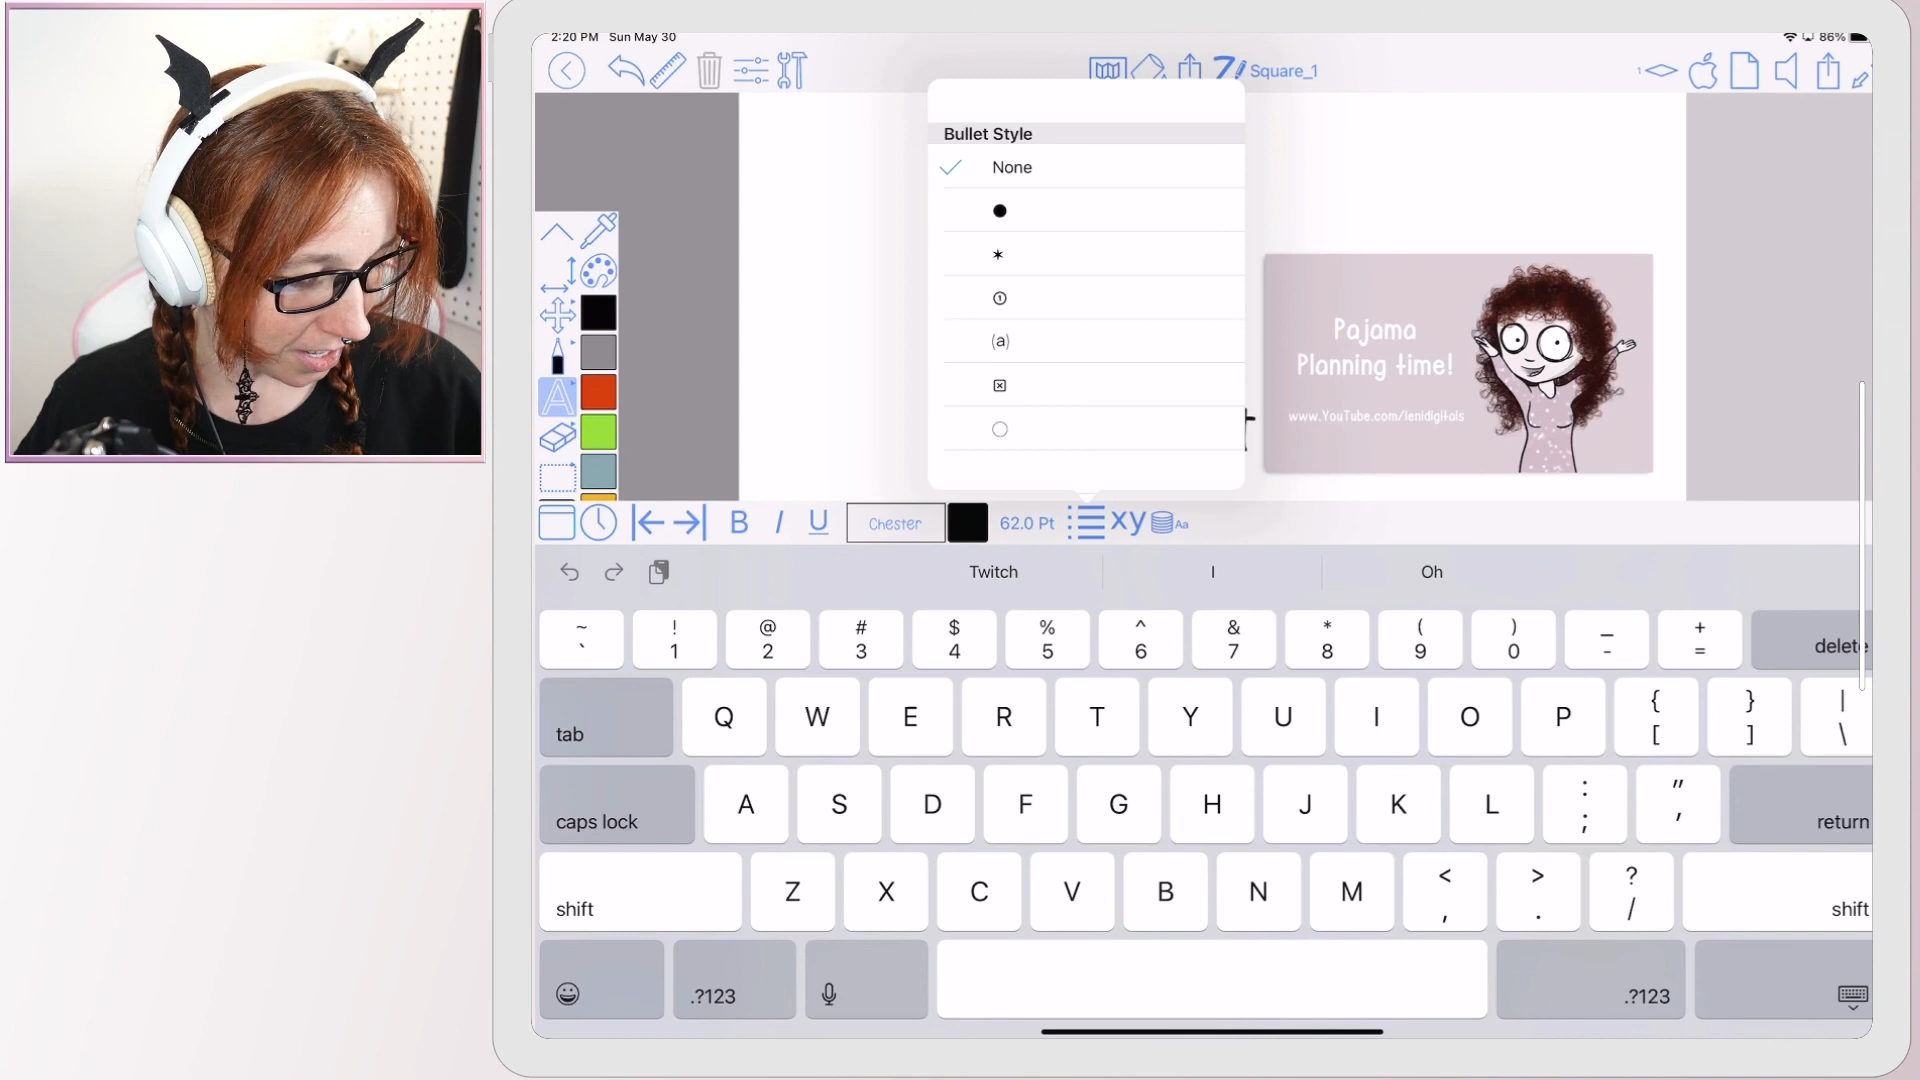 2:20 PM Sun May 30
86%
Square_1
1
Bullet Style
None
(a)
Pajama
Planning time!
www.YouTube.com/lenidigitals
A
B I U
Chester
62.0 Pt
xy
Aa
Twitch
I
Oh
~ ! @ # $ % ^ & * ( ) _ +
` 1 2 3 4 5 6 7 8 9 0 - =
delete
tab
Q W E R T Y U I O P { } |
[ ] \
caps lock
A S D F G H J K L : "
; '
return
shift
Z X C V B N M < > ?
, . /
shift
.?123
.?123